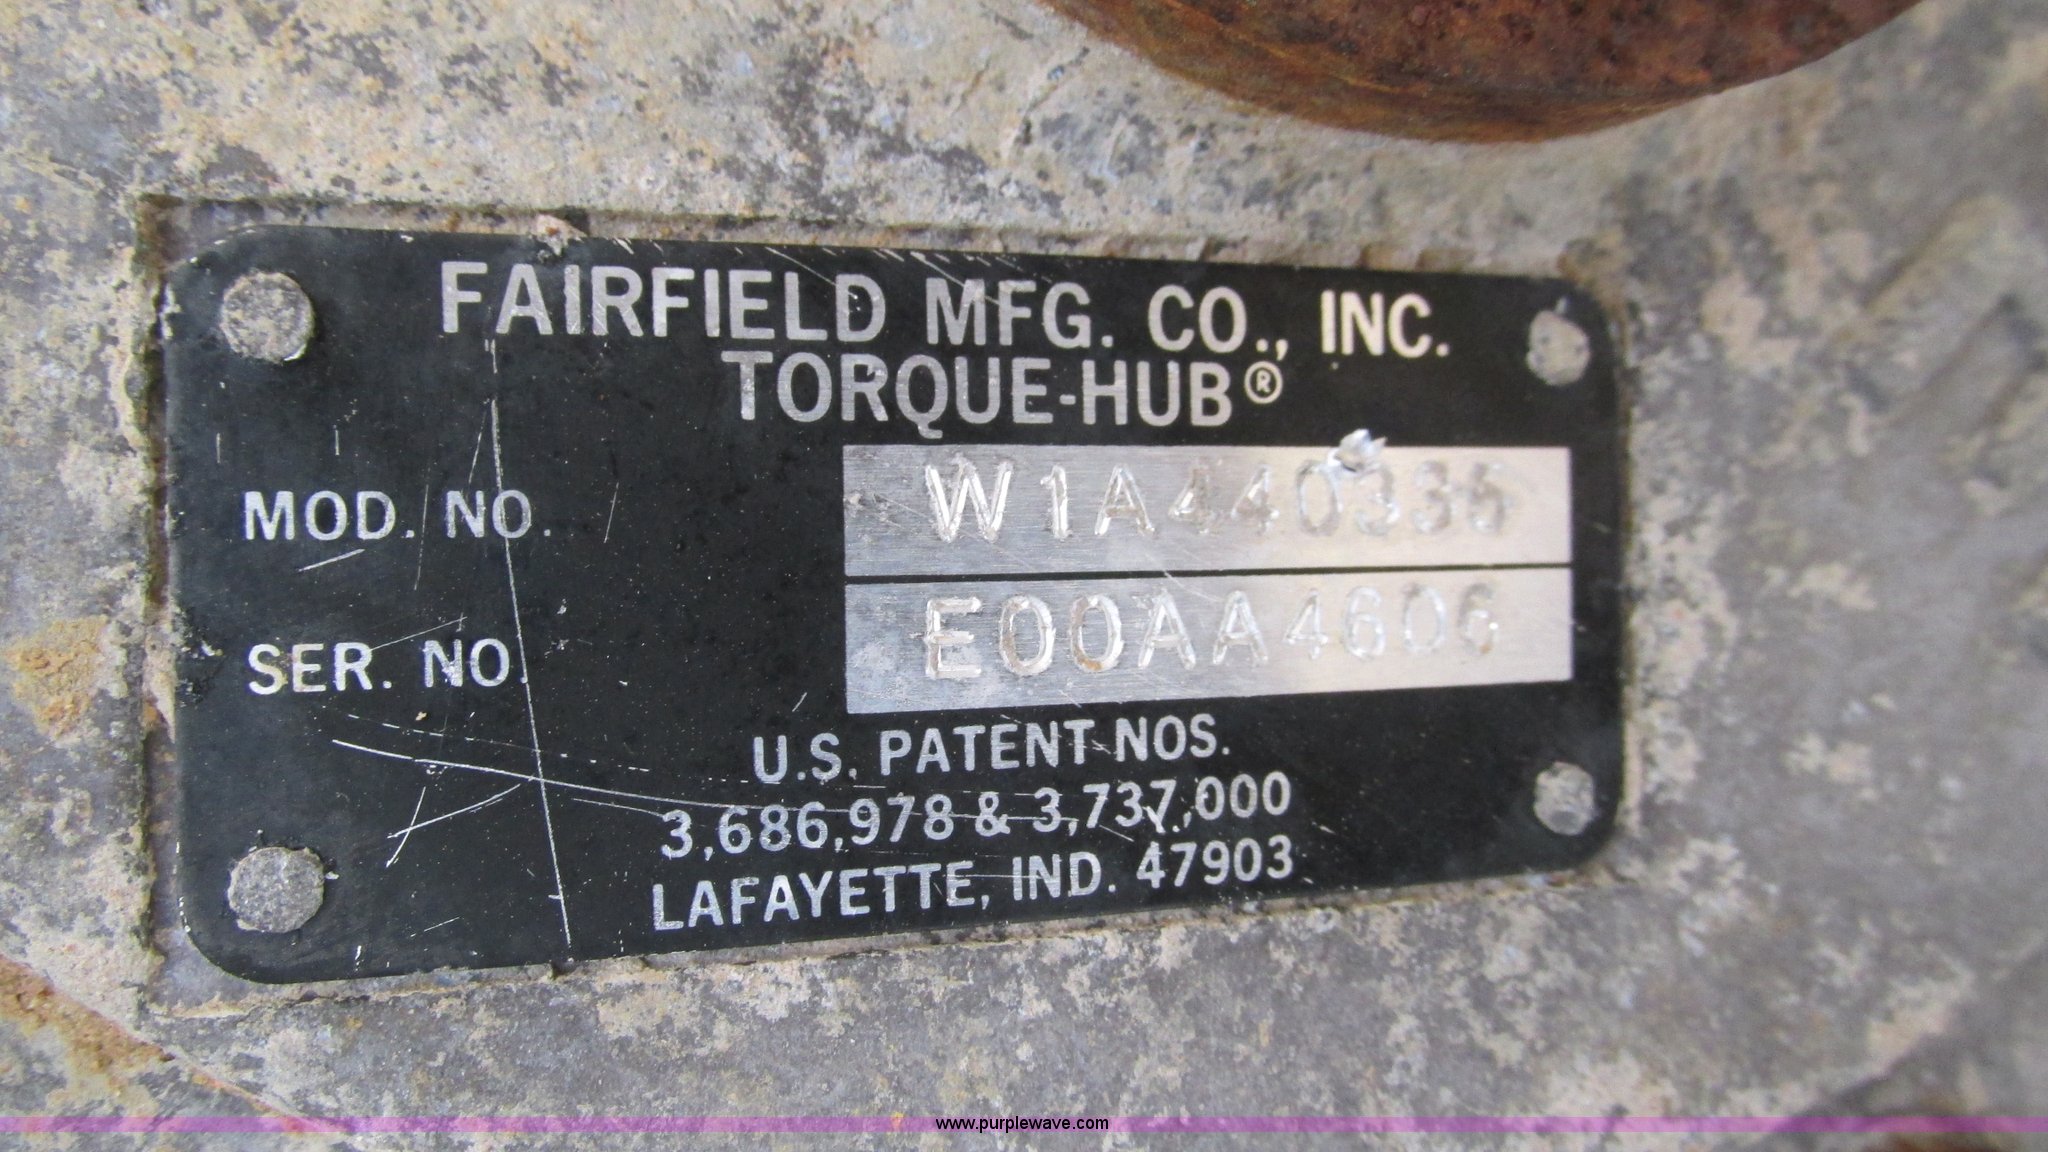 FAIRFIELD MFG. CO., INC.
TORQUE-HUB®
MOD. NO. W1A440335
SER. NO. E00AA4606
U.S. PATENT NOS.
3,686,978 & 3,737,000
LAFAYETTE, IND. 47903
www.purplewave.com